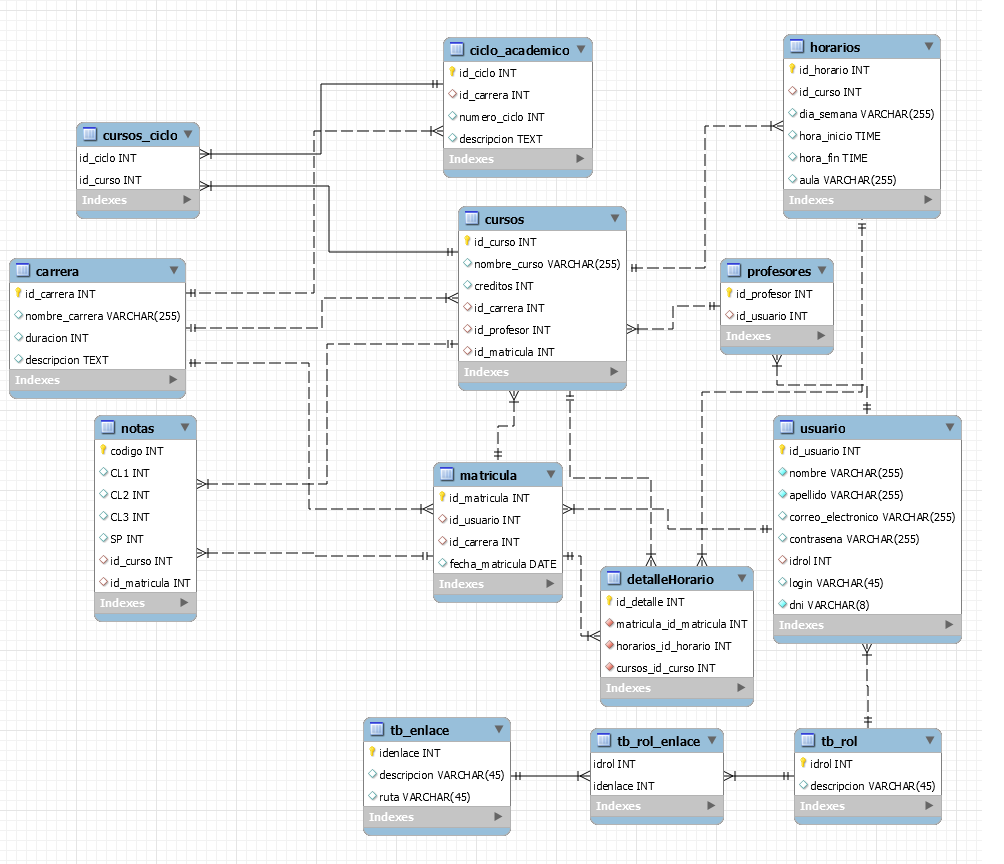 ciclo_academico
id_ciclo INT
id_carrera INT
numero_ciclo INT
descripcion TEXT
Indexes
horarios
id_horario INT
id_curso INT
dia_semana VARCHAR(255)
hora_inicio TIME
hora_fin TIME
aula VARCHAR(255)
Indexes
cursos_ciclo
id_ciclo INT
id_curso INT
Indexes
cursos
id_curso INT
nombre_curso VARCHAR(255)
creditos INT
id_carrera INT
id_profesor INT
id_matricula INT
Indexes
carrera
id_carrera INT
nombre_carrera VARCHAR(255)
duracion INT
descripcion TEXT
Indexes
profesores
id_profesor INT
id_usuario INT
Indexes
notas
codigo INT
CL1 INT
CL2 INT
CL3 INT
SP INT
id_curso INT
id_matricula INT
Indexes
matricula
id_matricula INT
id_usuario INT
id_carrera INT
fecha_matricula DATE
Indexes
usuario
id_usuario INT
nombre VARCHAR(255)
apellido VARCHAR(255)
correo_electronico VARCHAR(255)
contrasena VARCHAR(255)
idrol INT
login VARCHAR(45)
dni VARCHAR(8)
Indexes
detalleHorario
id_detalle INT
matricula_id_matricula INT
horarios_id_horario INT
cursos_id_curso INT
Indexes
tb_enlace
idenlace INT
descripcion VARCHAR(45)
ruta VARCHAR(45)
Indexes
tb_rol_enlace
idrol INT
idenlace INT
Indexes
tb_rol
idrol INT
descripcion VARCHAR(45)
Indexes